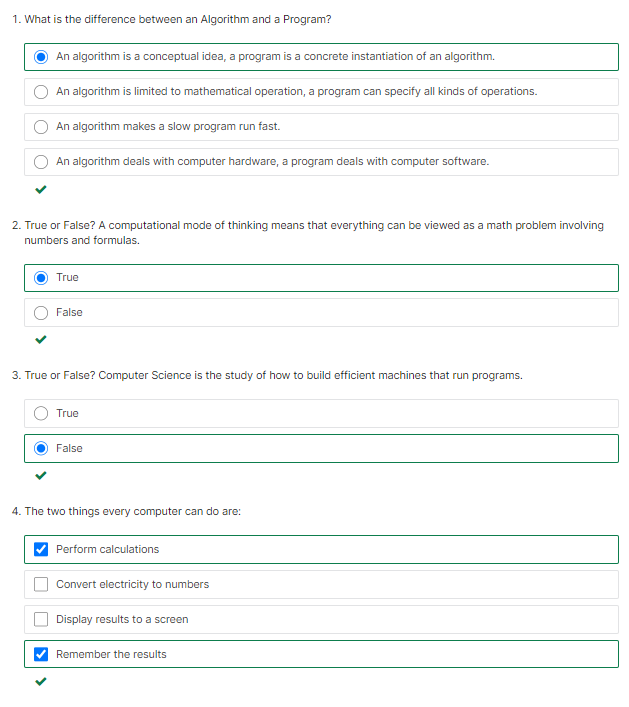 1. What is the difference between an Algorithm and a Program?
An algorithm is a conceptual idea, a program is a concrete instantiation of an algorithm.
An algorithm is limited to mathematical operation, a program can specify all kinds of operations.
An algorithm makes a slow program run fast.
An algorithm deals with computer hardware, a program deals with computer software.
2. True or False? A computational mode of thinking means that everything can be viewed as a math problem involving
numbers and formulas.
True
False
3. True or False? Computer Science is the study of how to build efficient machines that run programs.
True
False
4. The two things every computer can do are:
Perform calculations
Convert electricity to numbers
Display results to a screen
Remember the results